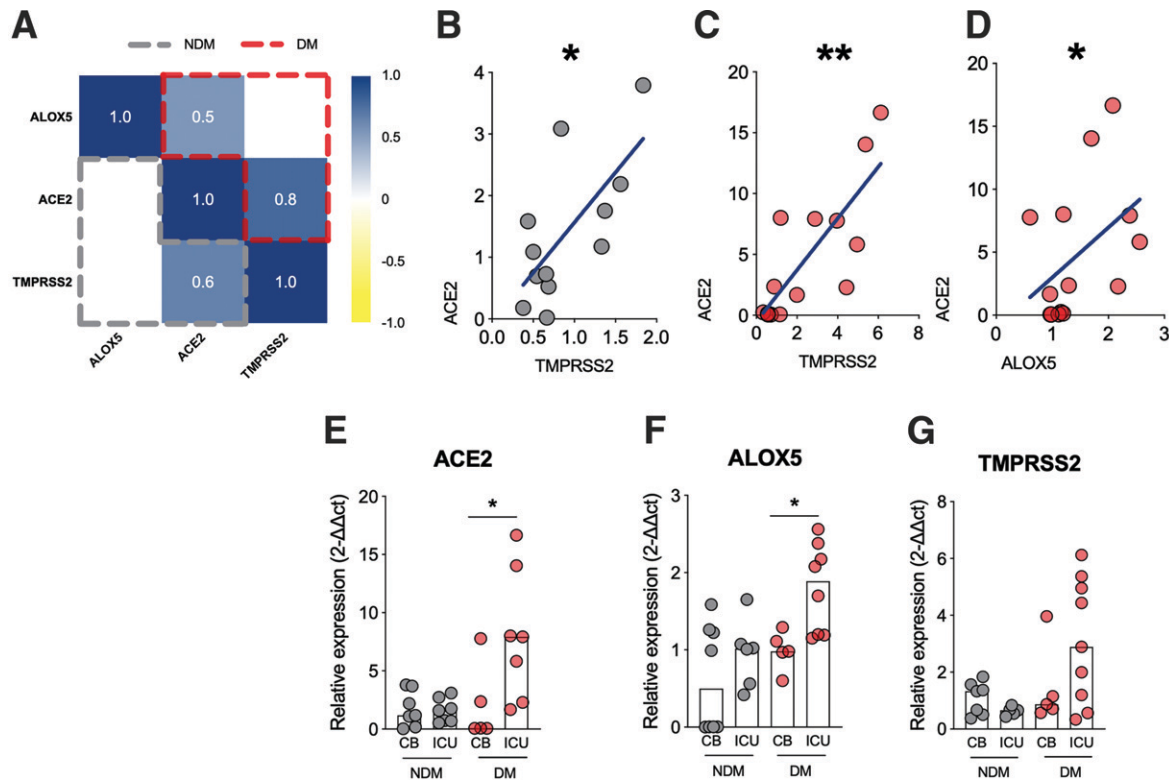 A
NDM DM
ALOX5
ACE2
TMPRSS2
1.0 0.5
1.0 0.8
0.6 1.0
ALOX5 ACE2 TMPRSS2
1.0
0.5
0
-0.5
-1.0
B
*
ACE2
4
3
2
1
0
0.0 0.5 1.0 1.5 2.0
TMPRSS2
C
**
ACE2
20
15
10
5
0
0 2 4 6 8
TMPRSS2
D
*
ACE2
20
15
10
5
0
0 1 2 3
ALOX5
E
ACE2
Relative expression (2-ΔΔct)
20
15
10
5
0
*
CB ICU CB ICU
NDM DM
F
ALOX5
Relative expression (2-ΔΔct)
3
2
1
0
*
CB ICU CB ICU
NDM DM
G
TMPRSS2
Relative expression (2-ΔΔct)
8
6
4
2
0
CB ICU CB ICU
NDM DM